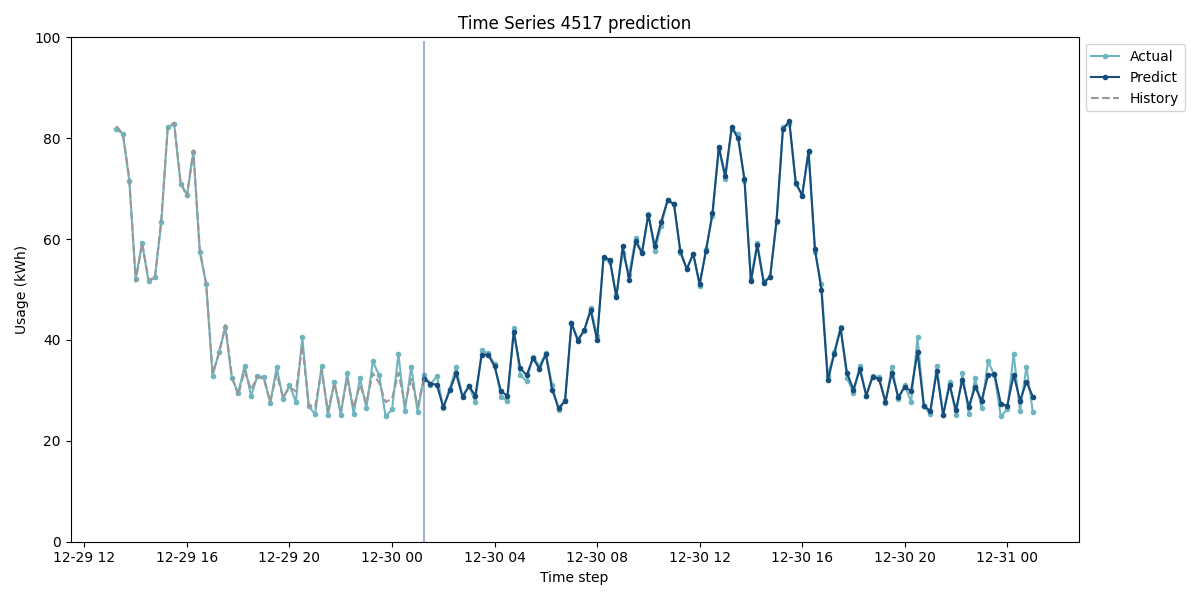 Time Series 4517 prediction
Usage (kWh)
100
80
60
40
20
0
12-29 12
12-29 16
12-29 20
12-30 00
12-30 04
12-30 08
12-30 12
12-30 16
12-30 20
12-31 00
Time step
Actual
Predict
History